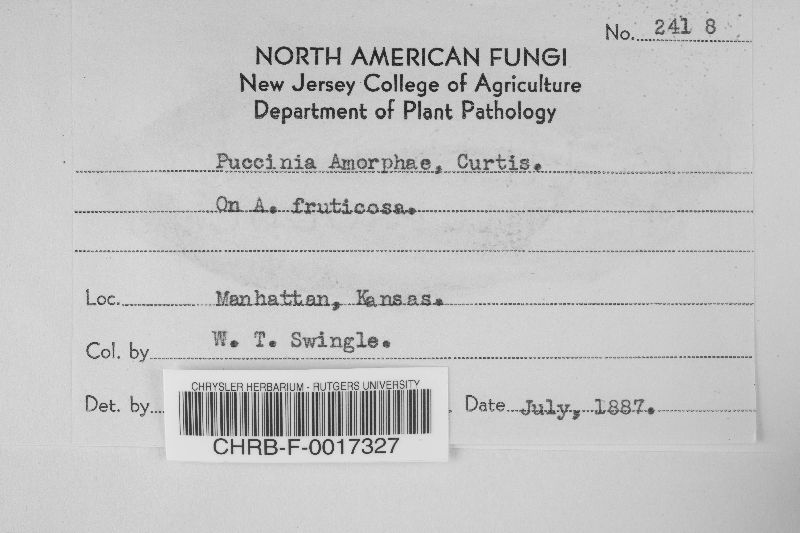 No. 241 8
NORTH AMERICAN FUNGI
New Jersey College of Agriculture
Department of Plant Pathology
Puccinia Amorphae, Curtis.
On A. fruticosa.
Loc. Manhattan, Kansas.
Col. by W. T. Swingle.
Det. by Date July, 1887.
CHRYSLER HERBARIUM - RUTGERS UNIVERSITY
CHRB-F-0017327